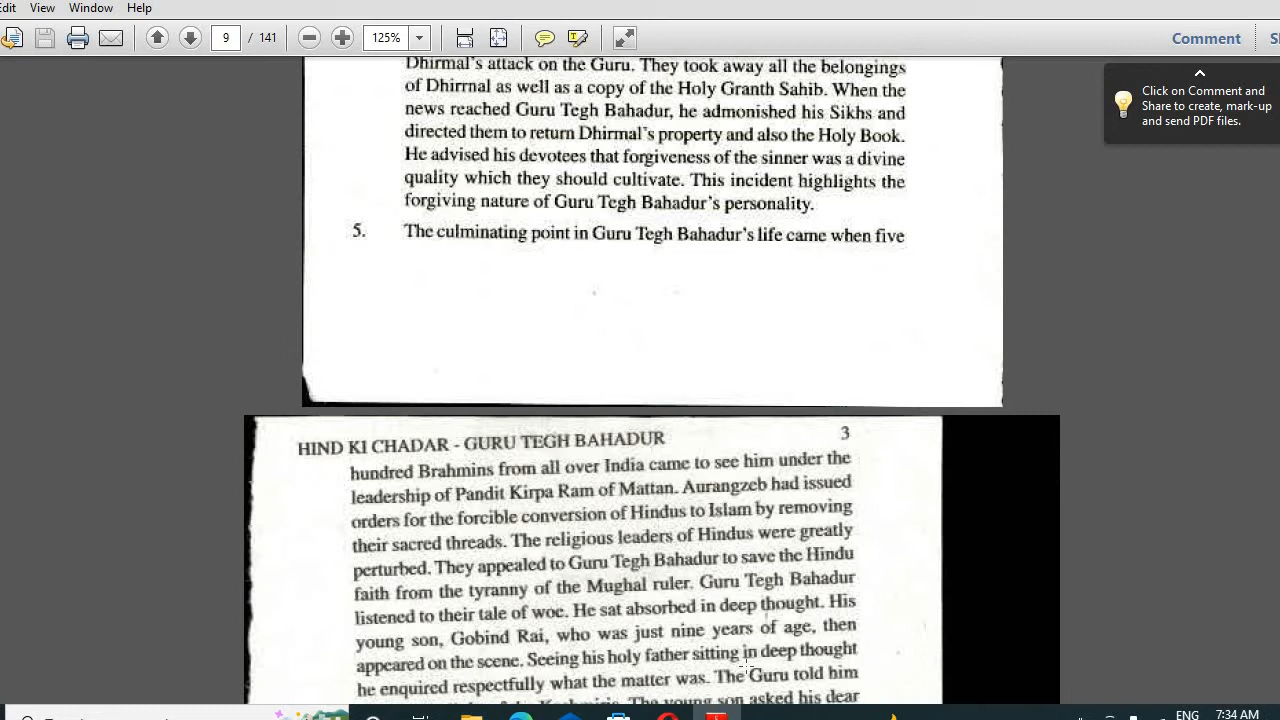 Edit View Window Help
9 / 141
125%
Comment
Click on Comment and
Share to create, mark-up
and send PDF files.
Dhirmal's attack on the Guru. They took away all the belongings
of Dhirrnal as well as a copy of the Holy Granth Sahib. When the
news reached Guru Tegh Bahadur, he admonished his Sikhs and
directed them to return Dhirmal's property and also the Holy Book.
He advised his devotees that forgiveness of the sinner was a divine
quality which they should cultivate. This incident highlights the
forgiving nature of Guru Tegh Bahadur's personality.
5. The culminating point in Guru Tegh Bahadur's life came when five
HIND KI CHADAR - GURU TEGH BAHADUR 3
hundred Brahmins from all over India came to see him under the
leadership of Pandit Kirpa Ram of Mattan. Aurangzeb had issued
orders for the forcible conversion of Hindus to Islam by removing
their sacred threads. The religious leaders of Hindus were greatly
perturbed. They appealed to Guru Tegh Bahadur to save the Hindu
faith from the tyranny of the Mughal ruler. Guru Tegh Bahadur
listened to their tale of woe. He sat absorbed in deep thought. His
young son, Gobind Rai, who was just nine years of age, then
appeared on the scene. Seeing his holy father sitting in deep thought
he enquired respectfully what the matter was. The Guru told him
The young son asked his dear
ENG 7:34 AM